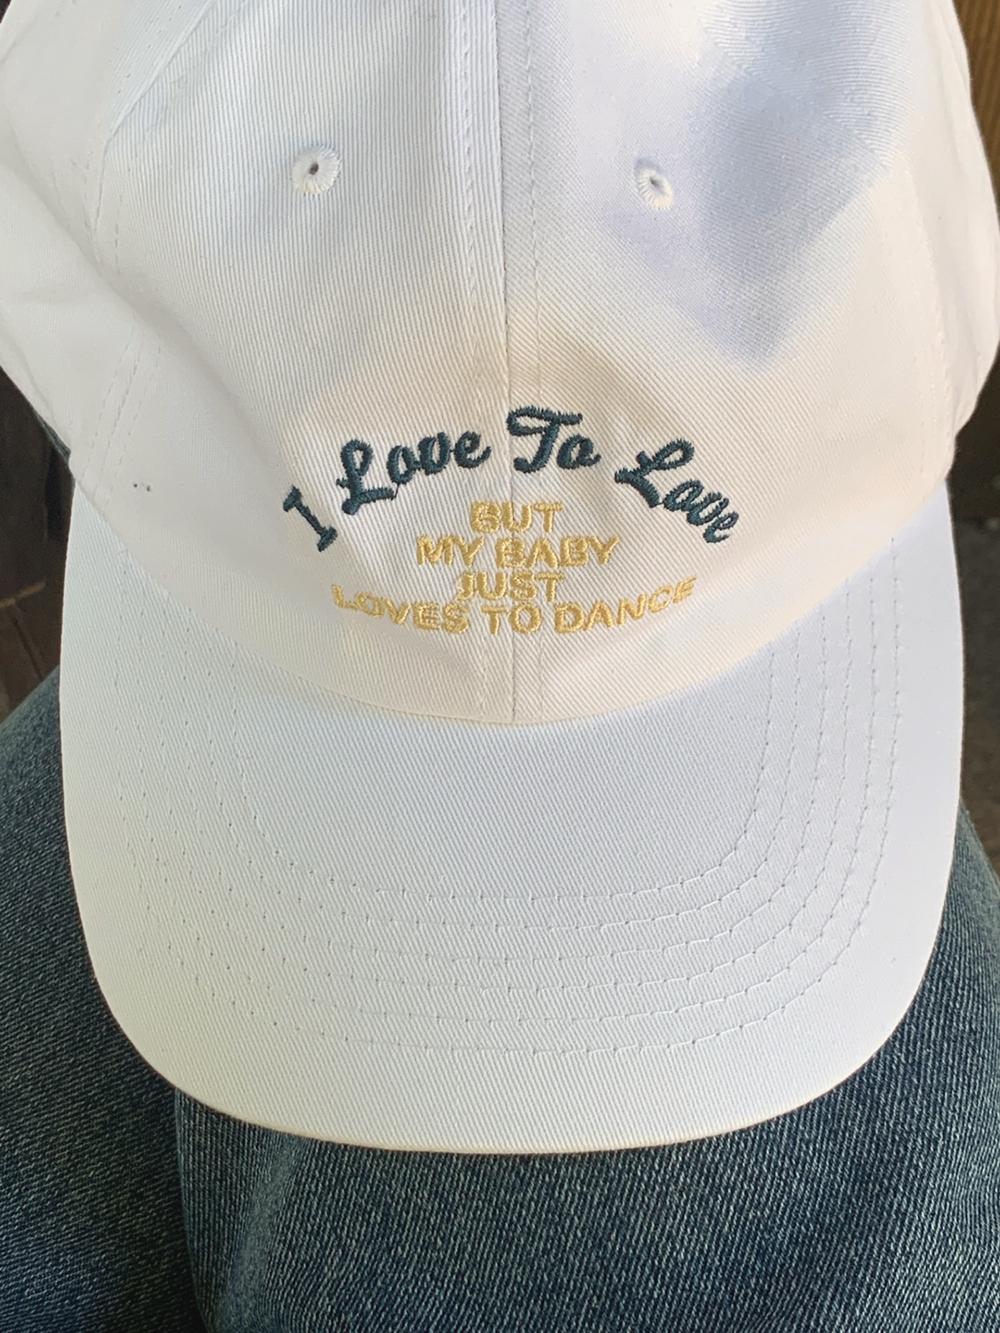 I Love To Love
BUT
MY BABY
JUST
LOVES TO DANCE